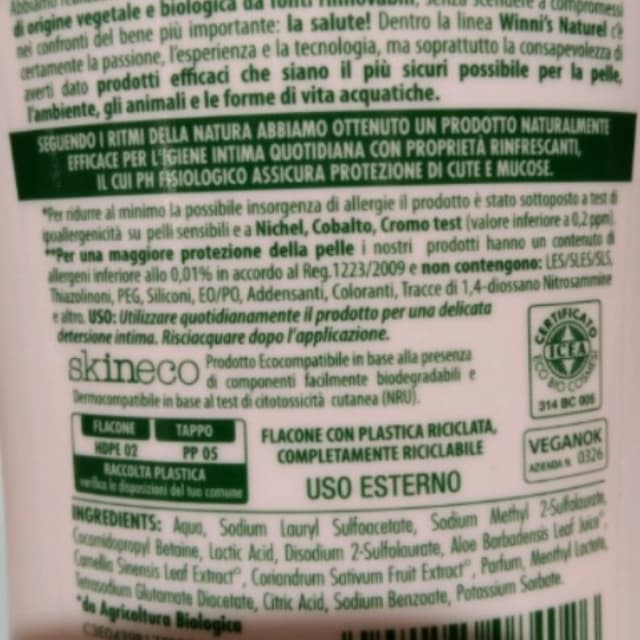 di origine vegetale e biologica da fonti rinnovabili, senza scendere a compromessi
nei confronti del bene più importante: la salute! Dentro la linea Winni's Naturel c'è
certamente la passione, l'esperienza e la tecnologia, ma soprattutto la consapevolezza di
averti dato prodotti efficaci che siano il più sicuri possibile per la pelle,
l'ambiente, gli animali e le forme di vita acquatiche.
SEGUENDO I RITMI DELLA NATURA ABBIAMO OTTENUTO UN PRODOTTO NATURALMENTE
EFFICACE PER L'IGIENE INTIMA QUOTIDIANA CON PROPRIETÀ RINFRESCANTI,
IL CUI PH FISIOLOGICO ASSICURA PROTEZIONE DI CUTE E MUCOSE.
*Per ridurre al minimo la possibile insorgenza di allergie il prodotto è stato sottoposto a test di
ipoallergenicità su pelli sensibili e a Nichel, Cobalto, Cromo test (valore inferiore a 0,2 ppm).
**Per una maggiore protezione della pelle i nostri prodotti hanno un contenuto di
allergeni inferiore allo 0,01% in accordo al Reg.1223/2009 e non contengono: LES/SLES/SLS,
Thiazolinoni, PEG, Siliconi, EO/PO, Addensanti, Coloranti, Tracce di 1,4-diossano Nitrosammine
e altro. USO: Utilizzare quotidianamente il prodotto per una delicata
detersione intima. Risciacquare dopo l'applicazione.
skineco Prodotto Ecocompatibile in base alla presenza
di componenti facilmente biodegradabili e
Dermocompatibile in base al test di citotossicità cutanea (NRU).
CERTIFICATO
ICEA
ECO BIO COSMESI
314 BC 006
FLACONE TAPPO
HDPE 02 PP 05
RACCOLTA PLASTICA
verifica le disposizioni del tuo comune
FLACONE CON PLASTICA RICICLATA,
COMPLETAMENTE RICICLABILE
USO ESTERNO
VEGANOK
AZIENDA N. 0326
INGREDIENTS: Aqua, Sodium Lauryl Sulfoacetate, Sodium Methyl 2-Sulfolaurate,
Cocamidopropyl Betaine, Lactic Acid, Disodium 2-Sulfolaurate, Aloe Barbadensis Leaf Juice*,
Camellia Sinensis Leaf Extract*, Coriandrum Sativum Fruit Extract*, Parfum, Menthyl Lactate,
Tetrasodium Glutamate Diacetate, Citric Acid, Sodium Benzoate, Potassium Sorbate.
*da Agricoltura Biologica